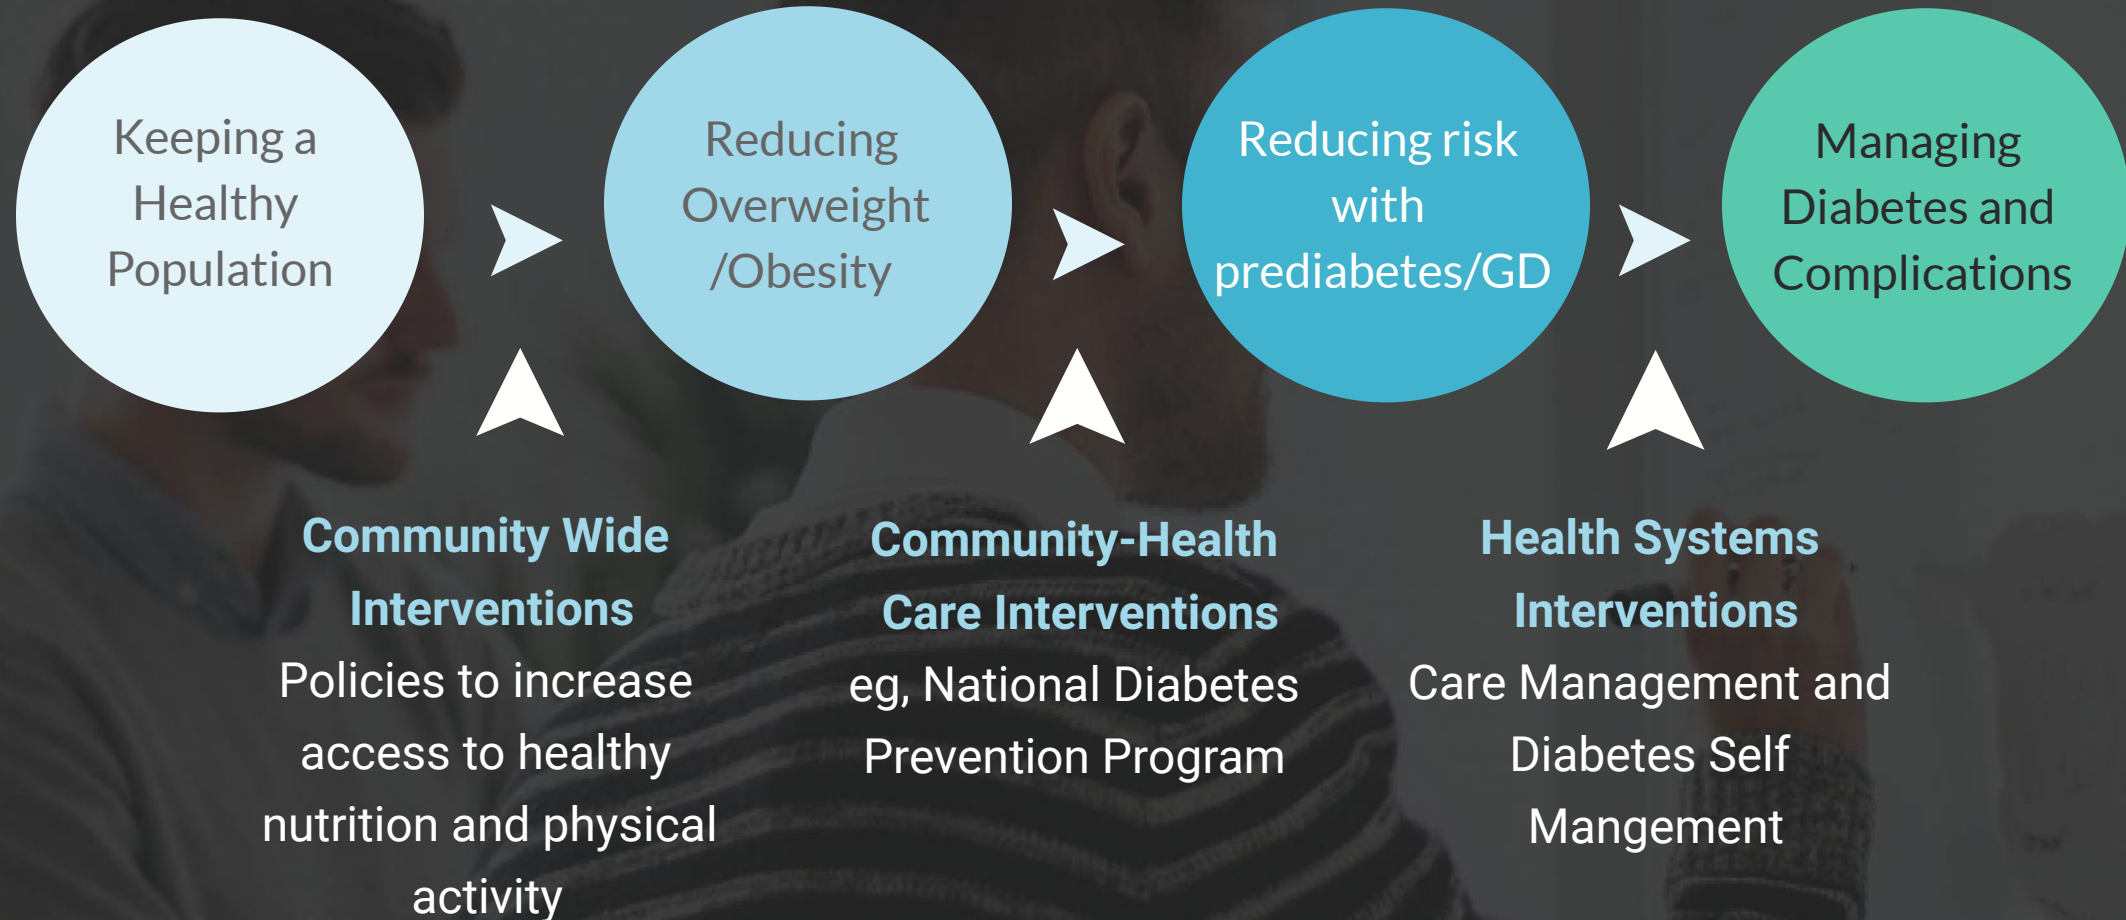 Keeping a
Healthy
Population
Reducing
Overweight
/Obesity
Reducing risk
with
prediabetes/GD
Managing
Diabetes and
Complications
Community Wide
Interventions
Policies to increase
access to healthy
nutrition and physical
activity
Community-Health
Care Interventions
eg, National Diabetes
Prevention Program
Health Systems
Interventions
Care Management and
Diabetes Self
Mangement